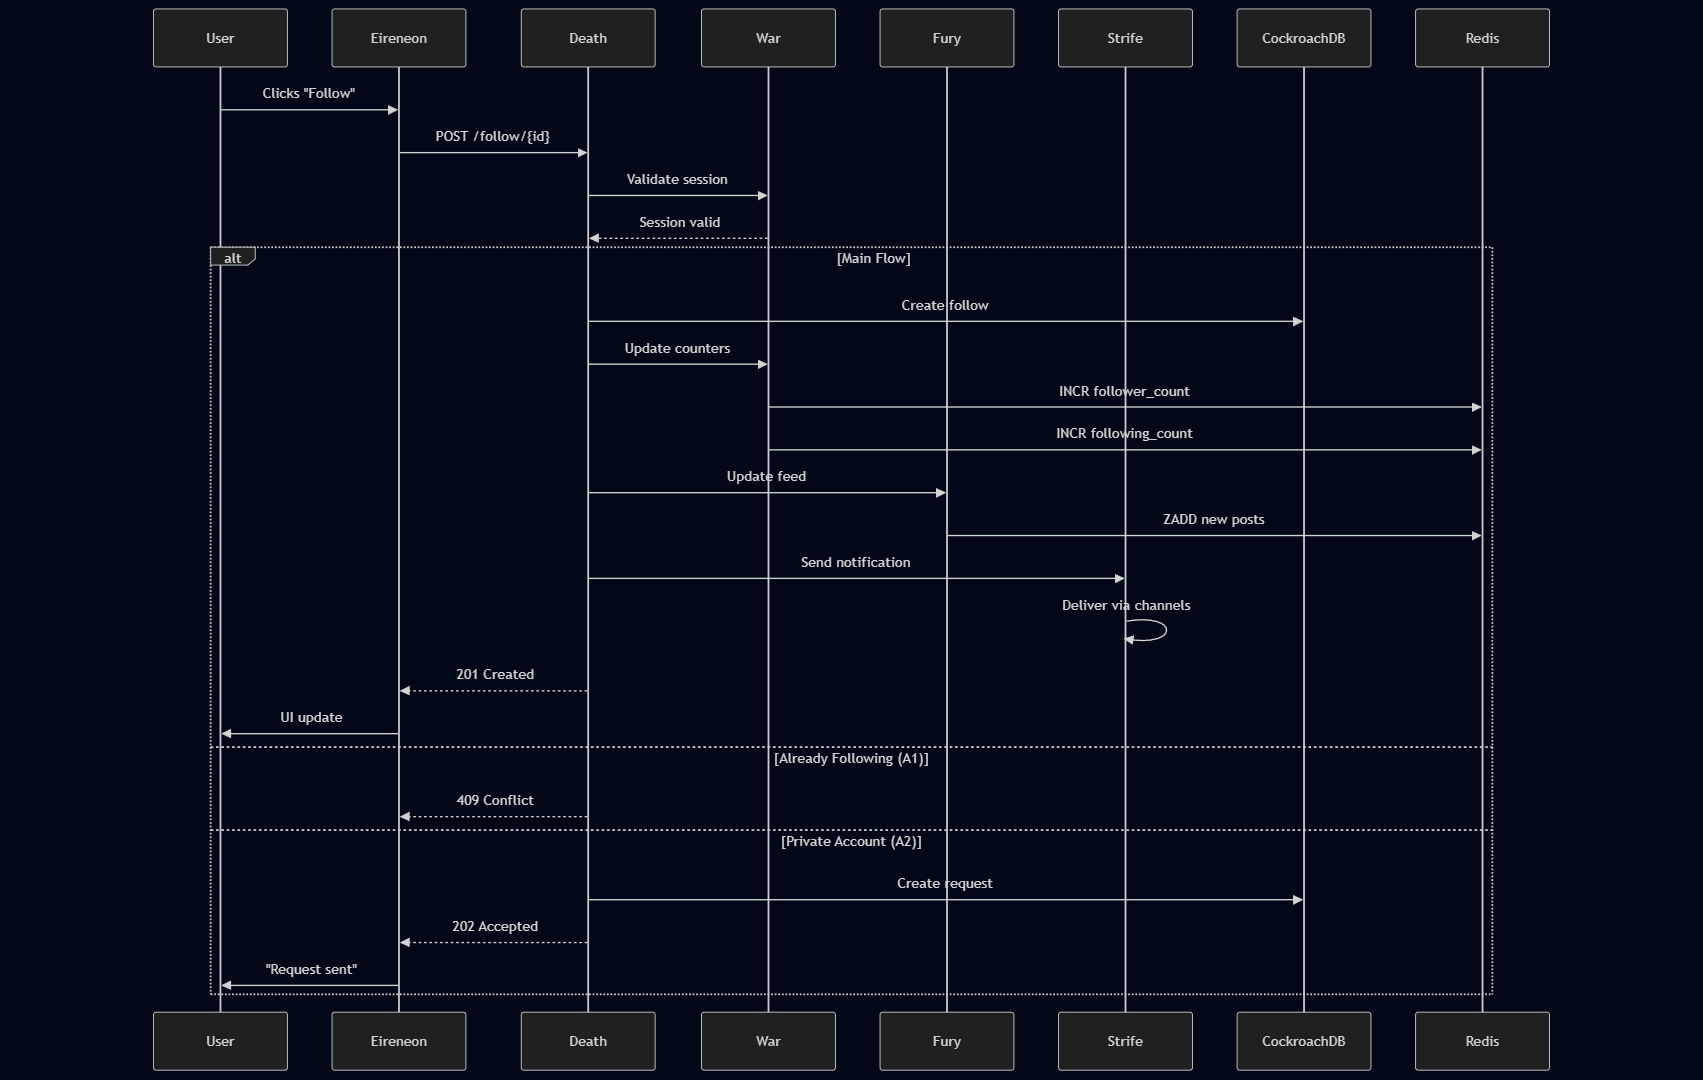 User
Eireneon
Death
War
Fury
Strife
CockroachDB
Redis
Clicks "Follow"
POST /follow/{id}
Validate session
Session valid
alt
[Main Flow]
Create follow
Update counters
INCR follower_count
INCR following_count
Update feed
ZADD new posts
Send notification
Deliver via channels
201 Created
UI update
[Already Following (A1)]
409 Conflict
[Private Account (A2)]
Create request
202 Accepted
"Request sent"
User
Eireneon
Death
War
Fury
Strife
CockroachDB
Redis